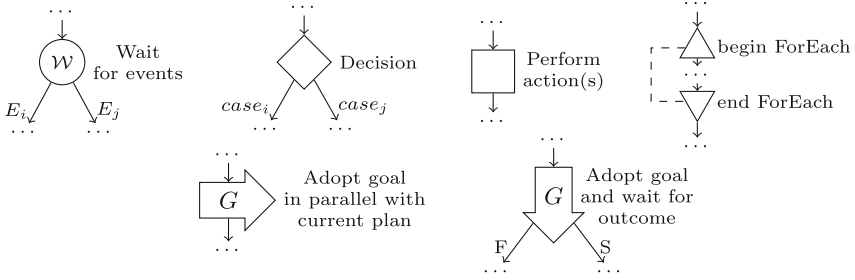 ... ... ... ...
𝒲 Wait
for events
Decision
Perform
action(s)
begin ForEach
...
end ForEach
E_i E_j
case_i case_j
... ... ... ... ... ...
... ...
G Adopt goal
in parallel with
current plan
G Adopt goal
and wait for
outcome
...
F S
... ...